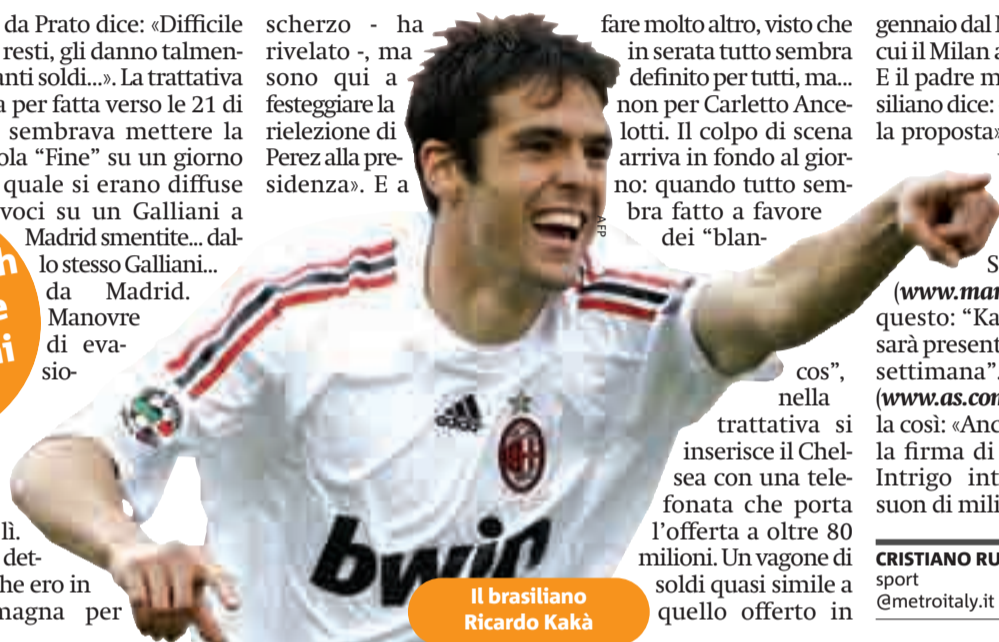 da Prato dice: «Difficile
resti, gli danno talmen-
anti soldi...». La trattativa
a per fatta verso le 21 di
sembrava mettere la
ola “Fine” su un giorno
quale si erano diffuse
voci su un Galliani a
Madrid smentite... dal-
lo stesso Galliani...
da Madrid.
Manovre
di eva-
sio-
h
e
di
lì.
det-
he ero in
magna per
scherzo - ha
rivelato -, ma
sono qui a
festeggiare la
rielezione di
Perez alla pre-
sidenza». E a
AFP
bwin
Il brasiliano
Ricardo Kakà
fare molto altro, visto che
in serata tutto sembra
definito per tutti, ma...
non per Carletto Ance-
lotti. Il colpo di scena
arriva in fondo al gior-
no: quando tutto sem-
bra fatto a favore
dei “blan-
cos”,
nella
trattativa si
inserisce il Chel-
sea con una tele-
fonata che porta
l’offerta a oltre 80
milioni. Un vagone di
soldi quasi simile a
quello offerto in
gennaio dal
cui il Milan a
E il padre m
siliano dice:
la proposta»
S
(www.mar
questo: “Ka
sarà present
settimana”.
(www.as.con
la così: «Anc
la firma di
Intrigo int
suon di mili
CRISTIANO RU
sport
@metroitaly.it
adidas
ACM